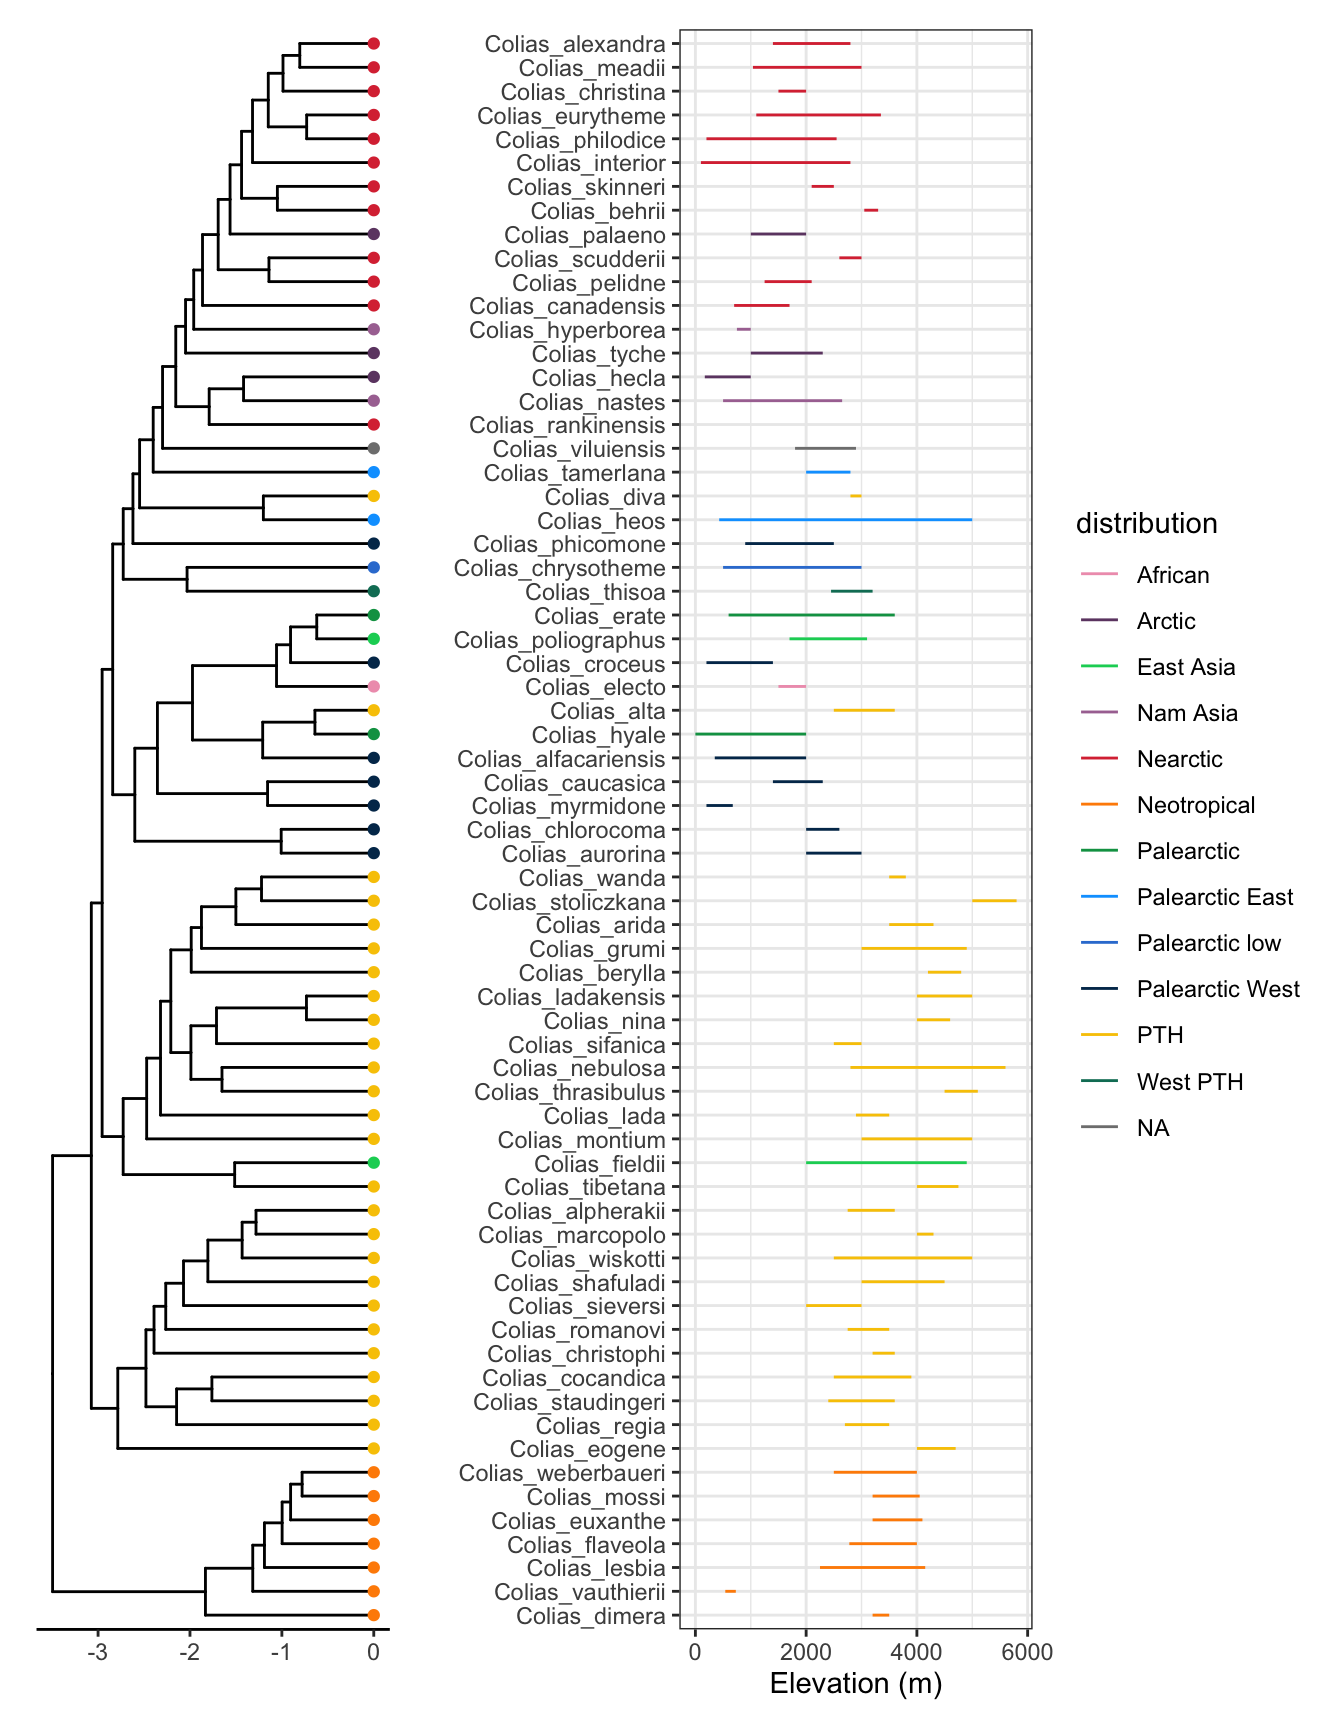 Colias_alexandra
Colias_meadii
Colias_christina
Colias_eurytheme
Colias_philodice
Colias_interior
Colias_skinneri
Colias_behrii
Colias_palaeno
Colias_scudderii
Colias_pelidne
Colias_canadensis
Colias_hyperborea
Colias_tyche
Colias_hecla
Colias_nastes
Colias_rankinensis
Colias_viluiensis
Colias_tamerlana
Colias_diva
Colias_heos
Colias_phicomone
Colias_chrysotheme
Colias_thisoa
Colias_erate
Colias_poliographus
Colias_croceus
Colias_electo
Colias_alta
Colias_hyale
Colias_alfacariensis
Colias_caucasica
Colias_myrmidone
Colias_chlorocoma
Colias_aurorina
Colias_wanda
Colias_stoliczkana
Colias_arida
Colias_grumi
Colias_berylla
Colias_ladakensis
Colias_nina
Colias_sifanica
Colias_nebulosa
Colias_thrasibulus
Colias_lada
Colias_montium
Colias_fieldii
Colias_tibetana
Colias_alpherakii
Colias_marcopolo
Colias_wiskotti
Colias_shafuladi
Colias_sieversi
Colias_romanovi
Colias_christophi
Colias_cocandica
Colias_staudingeri
Colias_regia
Colias_eogene
Colias_weberbaueri
Colias_mossi
Colias_euxanthe
Colias_flaveola
Colias_lesbia
Colias_vauthierii
Colias_dimera
-3 -2 -1 0
0 2000 4000 6000
Elevation (m)
distribution
African
Arctic
East Asia
Nam Asia
Nearctic
Neotropical
Palearctic
Palearctic East
Palearctic low
Palearctic West
PTH
West PTH
NA